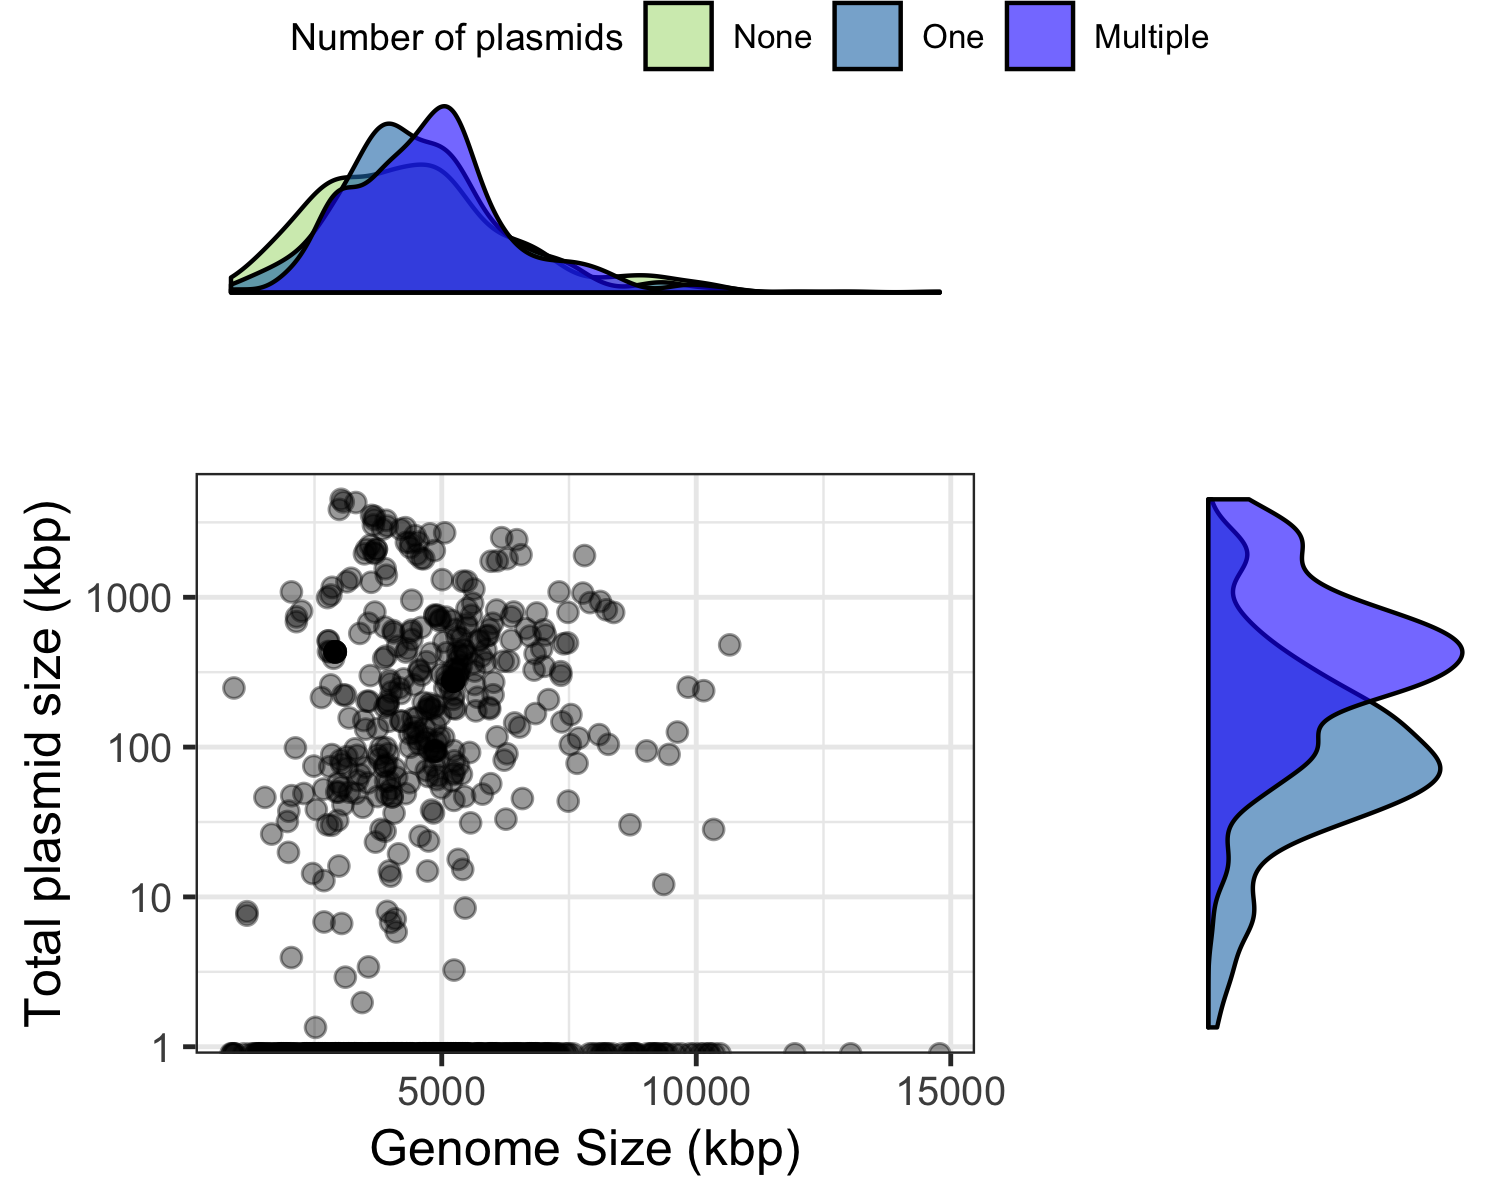 Number of plasmids None One Multiple
Total plasmid size (kbp)
1000
100
10
1
5000 10000 15000
Genome Size (kbp)